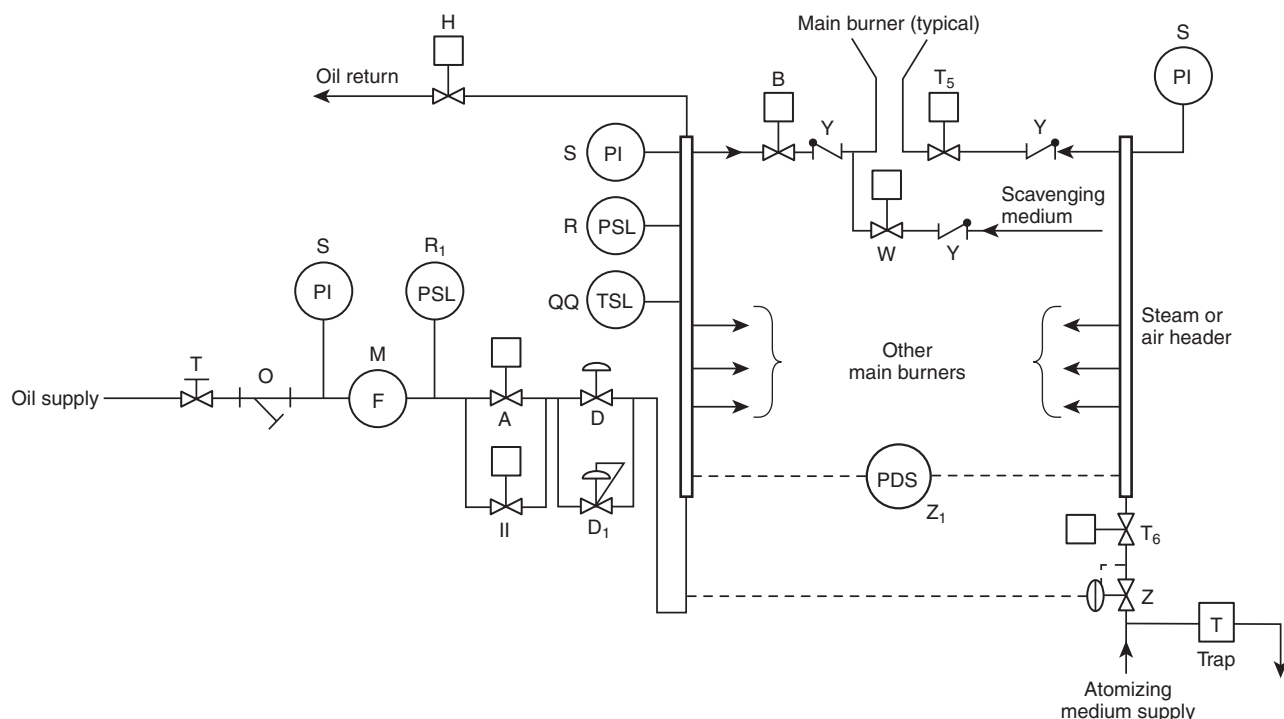 H
Main burner (typical)
S
PI
Oil return
B
T5
Y
Y
S
PI
R
PSL
W
Y
Scavenging
medium
S
PI
R1
PSL
QQ
TSL
Steam or
air header
Other
main burners
T
O
M
F
Oil supply
A
D
II
D1
PDS
Z1
T6
Z
T
Trap
Atomizing
medium supply